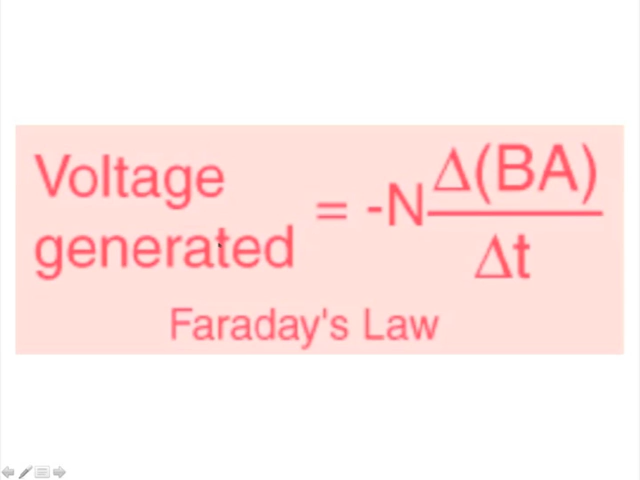 Voltage
generated
= -N Δ(BA)
Δt
Faraday's Law